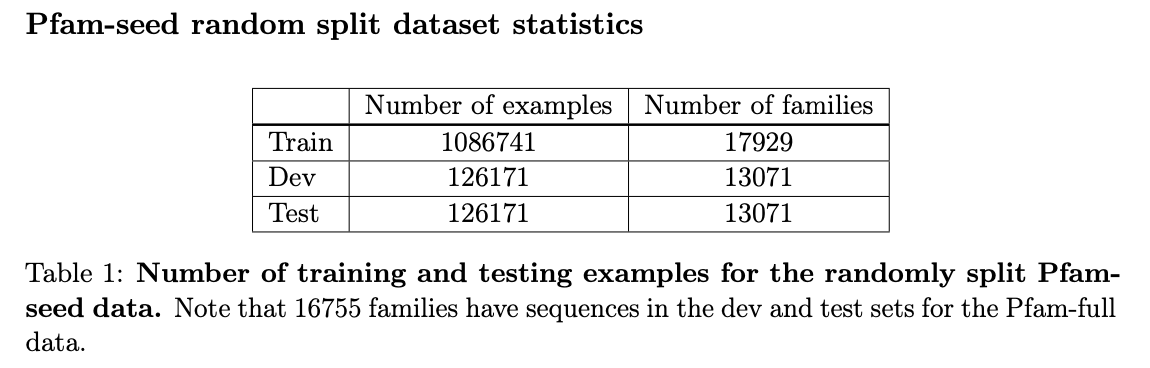 Pfam-seed random split dataset statistics
Number of examples Number of families
Train 1086741 17929
Dev 126171 13071
Test 126171 13071
Table 1: Number of training and testing examples for the randomly split Pfam-
seed data. Note that 16755 families have sequences in the dev and test sets for the Pfam-full
data.